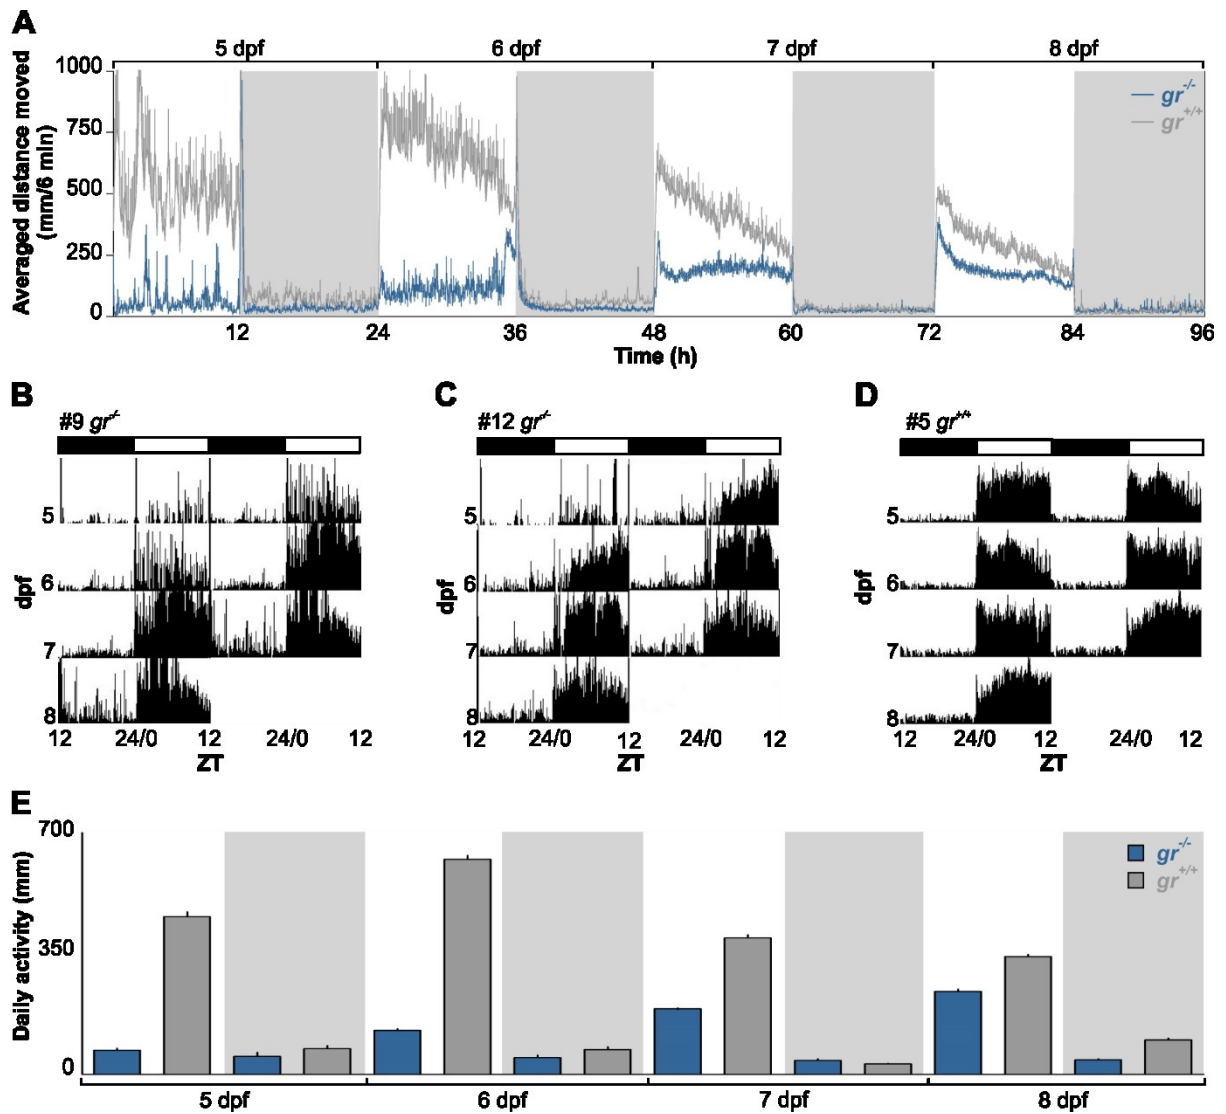 A
5 dpf 6 dpf 7 dpf 8 dpf
Averaged distance moved
(mm/6 min)
1000
750
500
250
0
gr-/-
gr+/+
12 24 36 48 60 72 84 96
Time (h)
B
#9 gr-/-
dpf
5
6
7
8
12 24/0 12 24/0 12
ZT
C
#12 gr-/-
dpf
5
6
7
8
12 24/0 12 24/0 12
ZT
D
#5 gr+/+
dpf
5
6
7
8
12 24/0 12 24/0 12
ZT
E
Daily activity (mm)
700
350
0
gr-/-
gr+/+
5 dpf 6 dpf 7 dpf 8 dpf